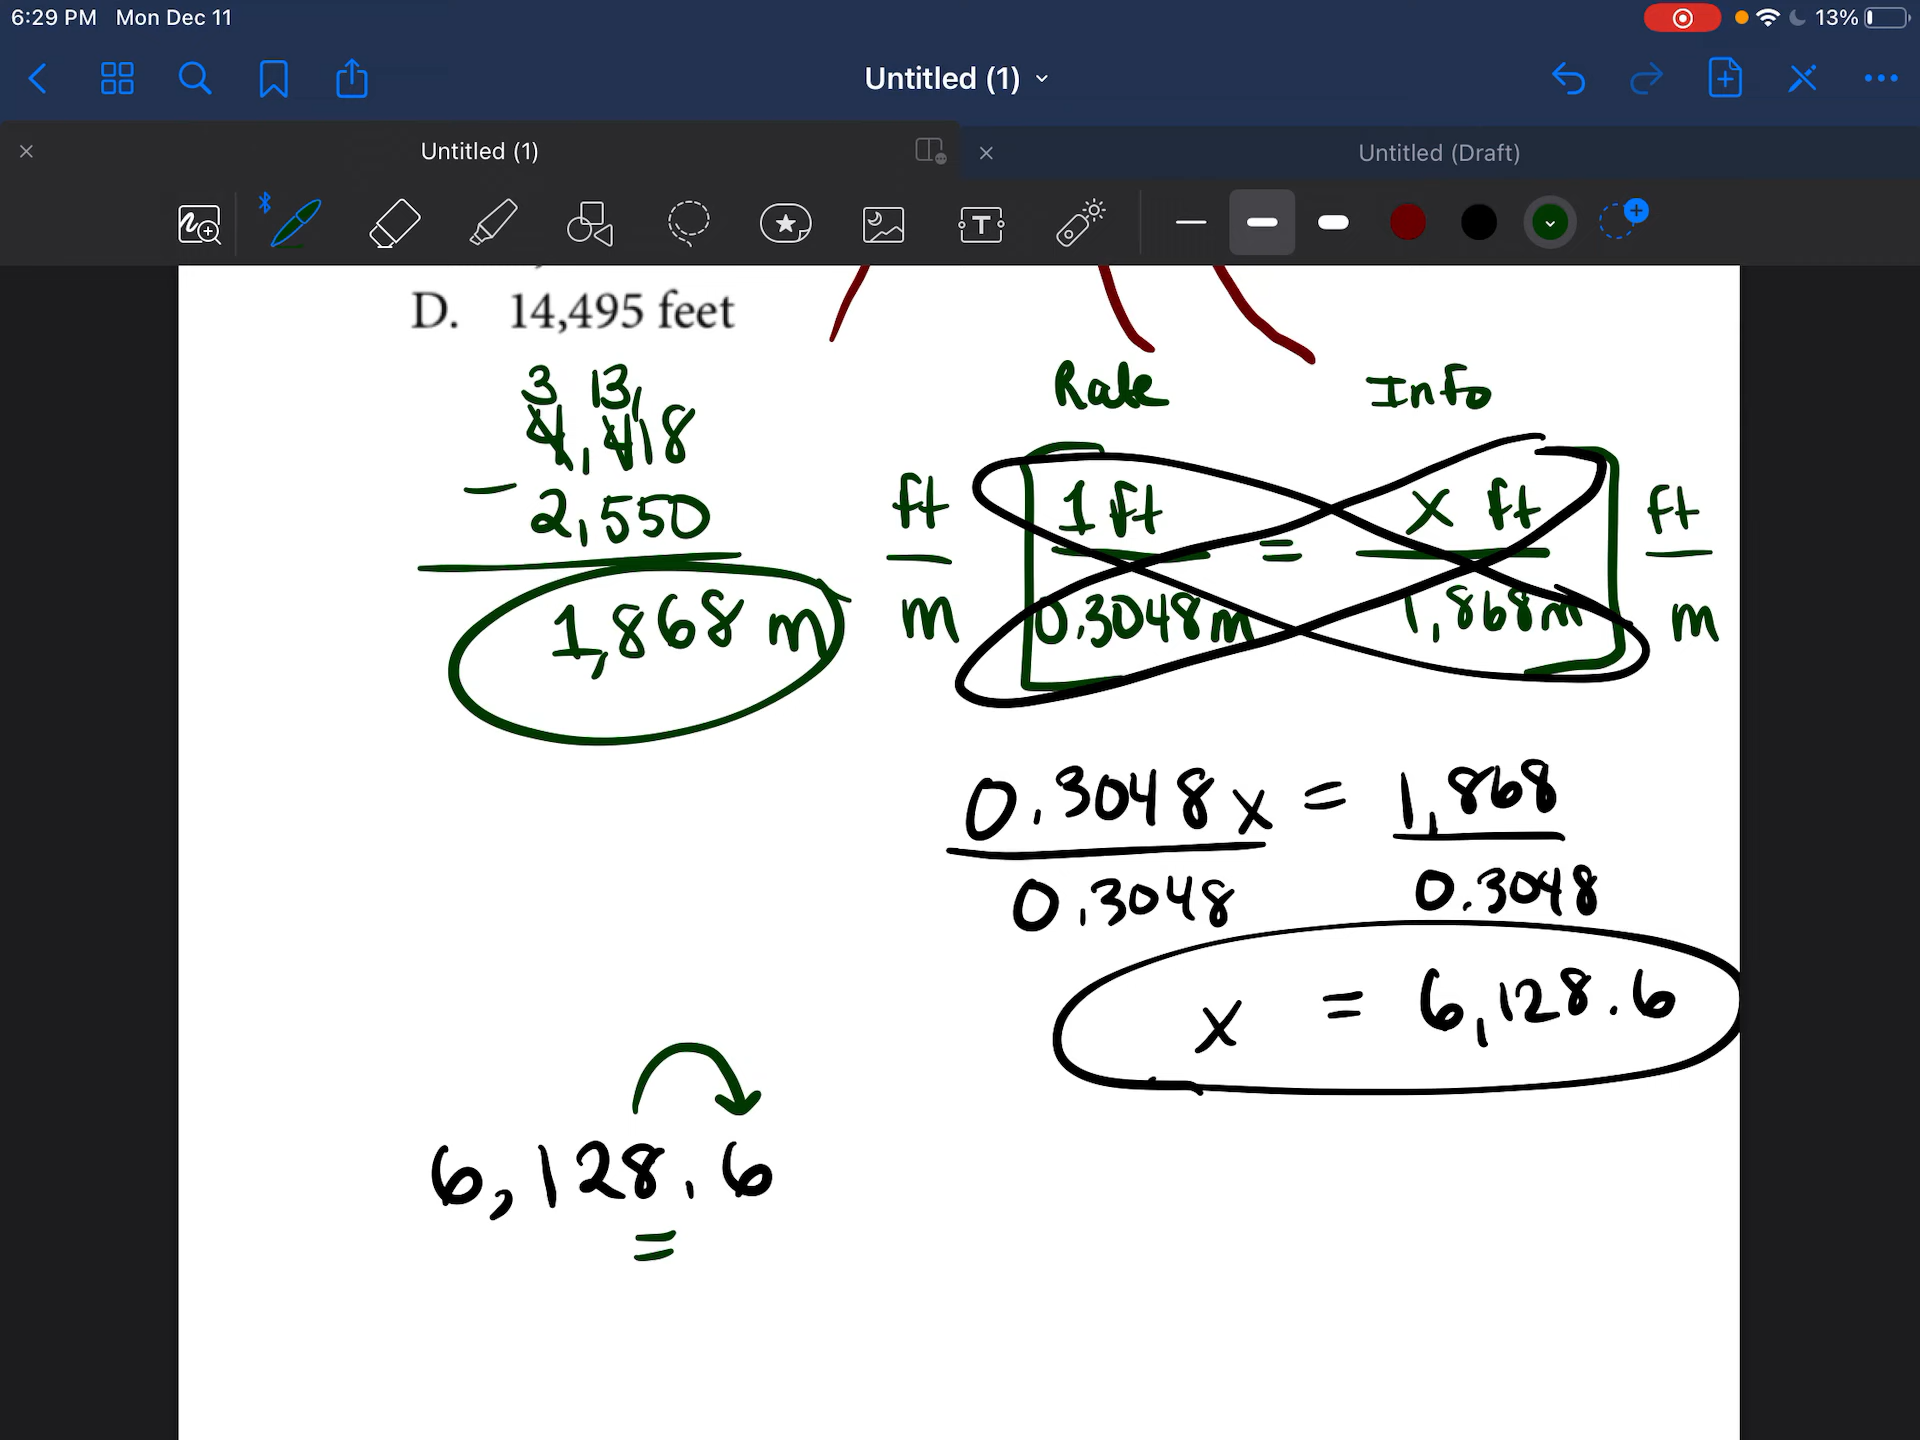 6:29 PM Mon Dec 11
13%
Untitled (1)
Untitled (1)
Untitled (Draft)
T
D. 14,495 feet
3 13
4,418
- 2,550
1,868 m
Rate Info
ft 1 ft = x ft ft
m 0.3048m 1,868m m
0.3048x = 1,868
0.3048 0.3048
x = 6,128.6
6,128.6
=